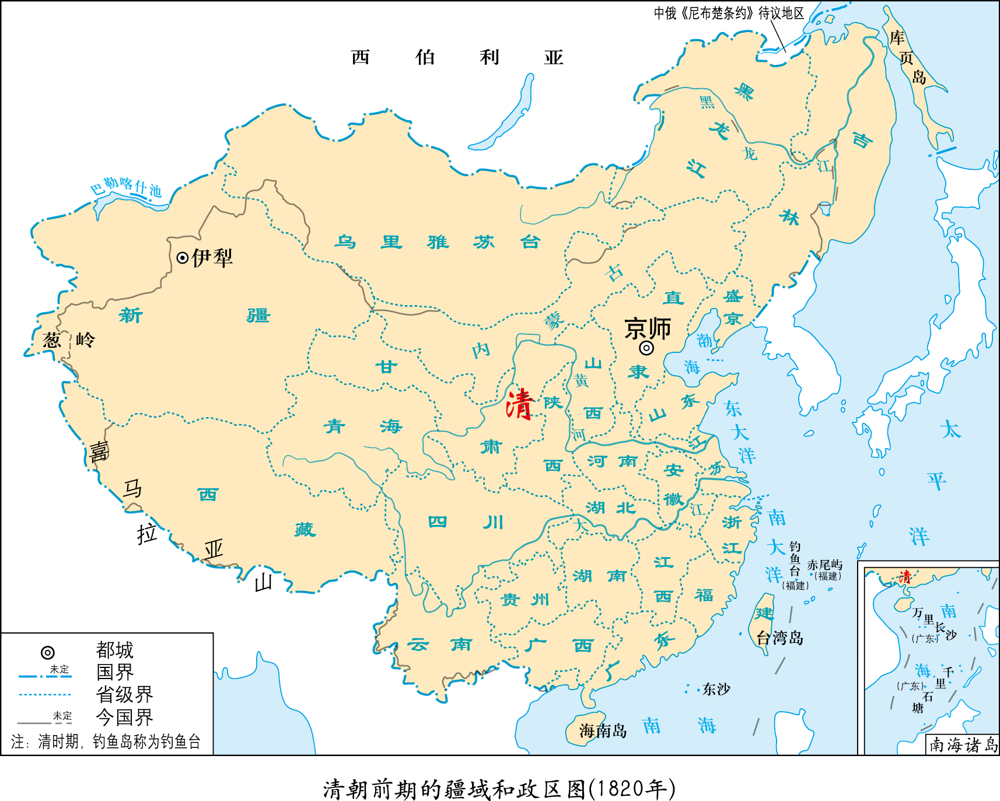 中俄《尼布楚条约》待议地区
西伯利亚
库页岛
黑龙江
黑龙江
吉林
巴勒喀什池
乌里雅苏台
伊犁
新疆
葱岭
内蒙古
直隶
盛京
京师
渤海
甘肃
清
陕西
山西
黄河
山东
东大洋
青海
河南
江苏
安徽
太平洋
喜马拉亚山
西藏
四川
湖北
大江
浙江
南大洋
钓鱼台
(福建)
赤尾屿
(福建)
湖南
江西
贵州
福建
台湾岛
云南
广西
广东
东沙
海南岛
南海
清
南海
万里长沙
(广东)
千里石塘
(广东)
南海诸岛
都城
未定
国界
省级界
未定
今国界
注：清时期，钓鱼岛称为钓鱼台
清朝前期的疆域和政区图(1820年)